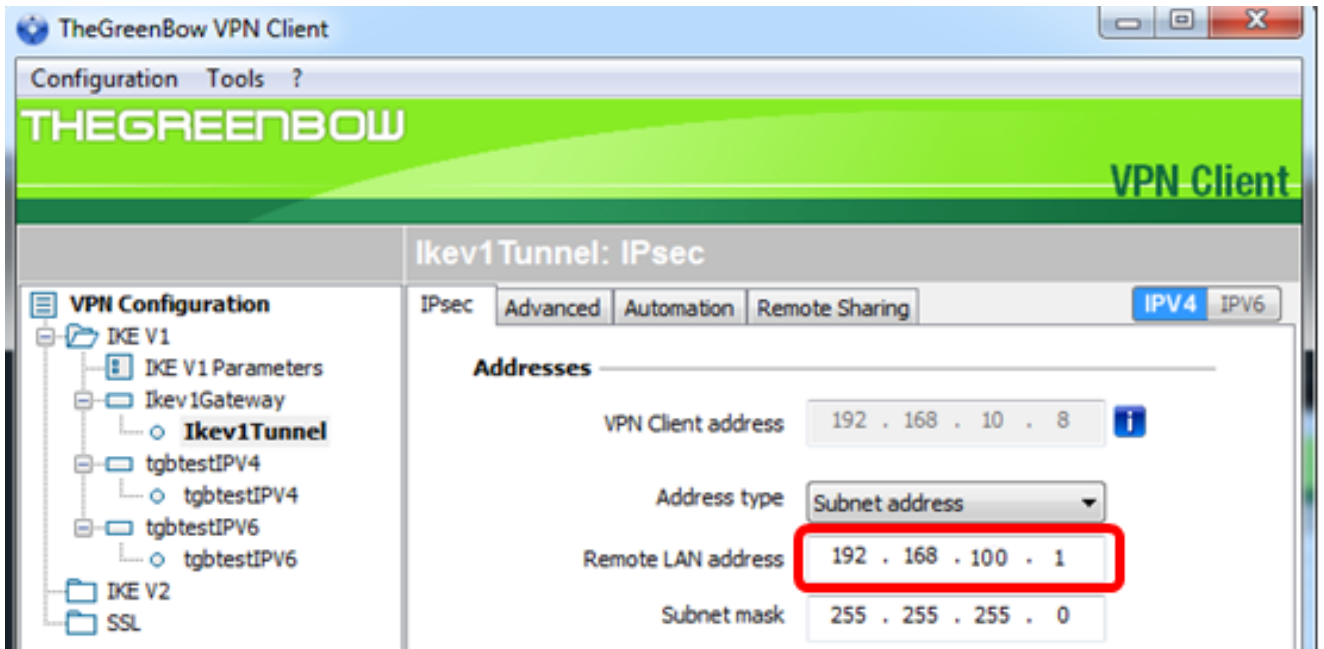 TheGreenBow VPN Client
Configuration Tools ?
THEGREENBOW
VPN Client
Ikev1Tunnel: IPsec
VPN Configuration
IKE V1
IKE V1 Parameters
Ikev1Gateway
Ikev1Tunnel
tgbtestIPV4
tgbtestIPV4
tgbtestIPV6
tgbtestIPV6
IKE V2
SSL
IPsec Advanced Automation Remote Sharing IPV4 IPV6
Addresses
VPN Client address 192 . 168 . 10 . 8 i
Address type Subnet address
Remote LAN address 192 . 168 . 100 . 1
Subnet mask 255 . 255 . 255 . 0